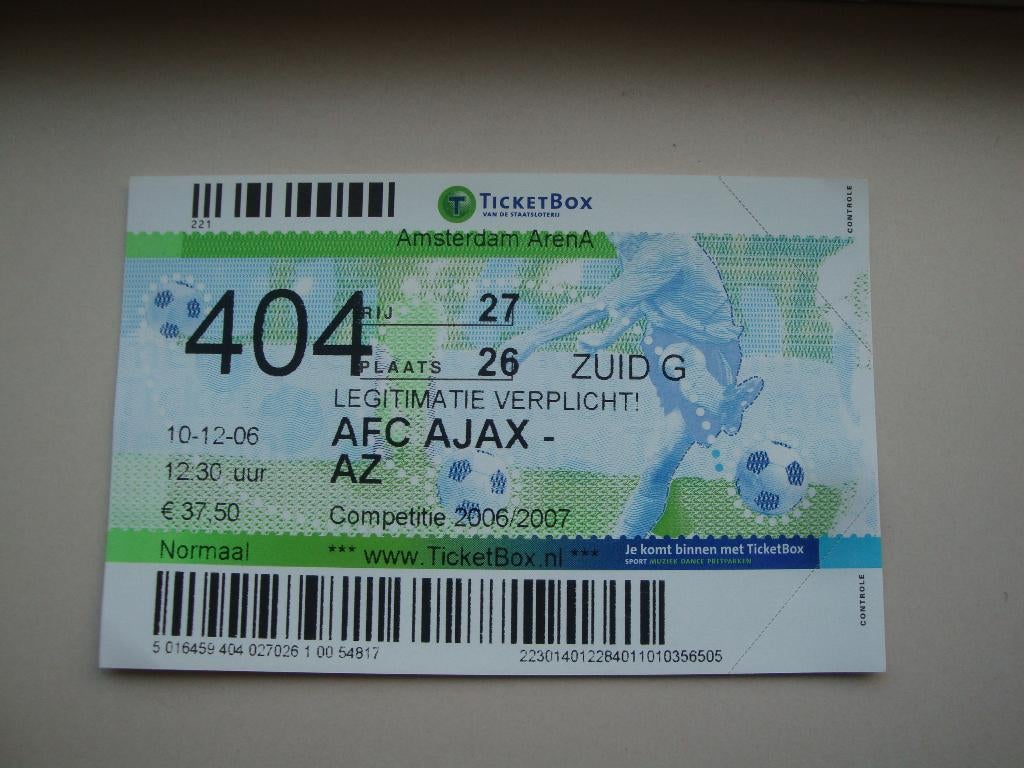 221
TICKETBOX
VAN DE STAATSLOTERIJ
CONTROLE
Amsterdam ArenA
404
RIJ 27
PLAATS 26
ZUID G
LEGITIMATIE VERPLICHT!
10-12-06
AFC AJAX -
12.30 uur
AZ
€ 37,50
Competitie 2006/2007
Normaal
*** www.TicketBox.nl ***
Je komt binnen met TicketBox
SPORT MUZIEK DANCE PRETPARKEN
CONTROLE
5 016459 404 027026 1 00 54817
223014012284011010356505